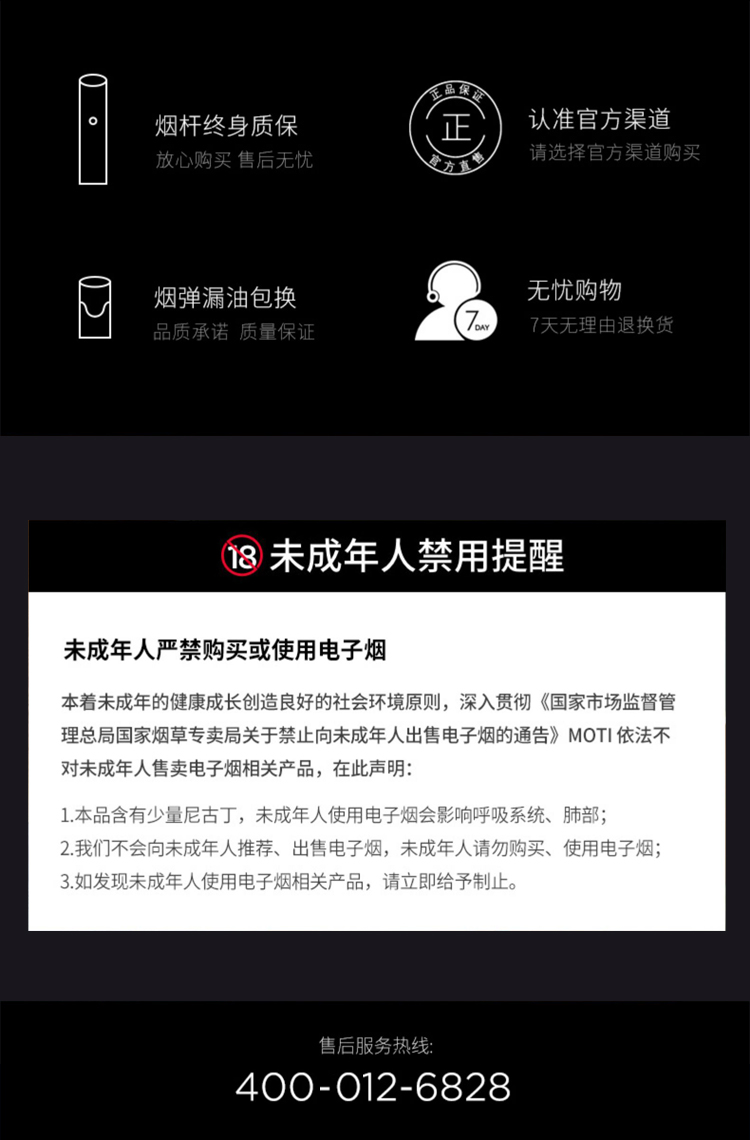 烟杆终身质保
放心购买 售后无忧
正品保证
正
官方直售
认准官方渠道
请选择官方渠道购买
烟弹漏油包换
品质承诺 质量保证
7DAY
无忧购物
7天无理由退换货
18 未成年人禁用提醒
未成年人严禁购买或使用电子烟
本着未成年的健康成长创造良好的社会环境原则，深入贯彻《国家市场监督管
理总局国家烟草专卖局关于禁止向未成年人出售电子烟的通告》MOTI 依法不
对未成年人售卖电子烟相关产品，在此声明：
1.本品含有少量尼古丁，未成年人使用电子烟会影响呼吸系统、肺部；
2.我们不会向未成年人推荐、出售电子烟，未成年人请勿购买、使用电子烟；
3.如发现未成年人使用电子烟相关产品，请立即给予制止。
售后服务热线:
400-012-6828